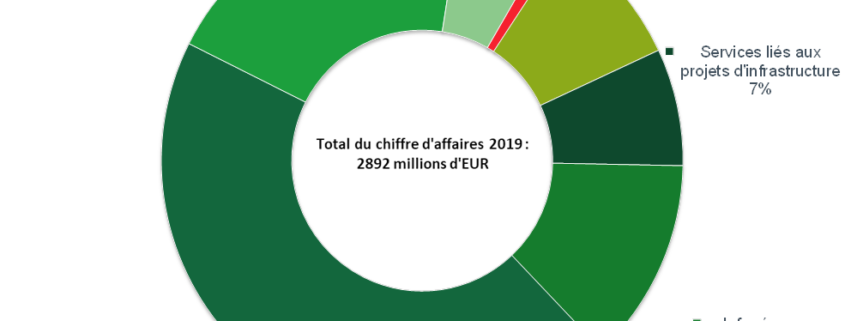 Services liés aux
projets d'infrastructure
7%
Total du chiffre d'affaires 2019 :
2892 millions d'EUR